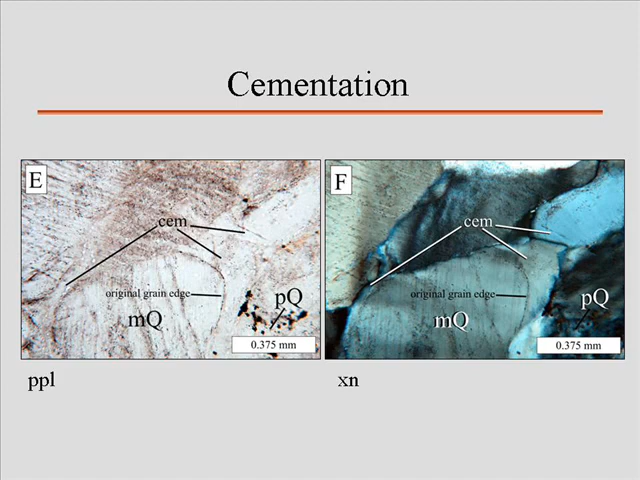 Cementation
E
cem
original grain edge
mQ
pQ
0.375 mm
F
cem
original grain edge
mQ
pQ
0.375 mm
ppl
xn